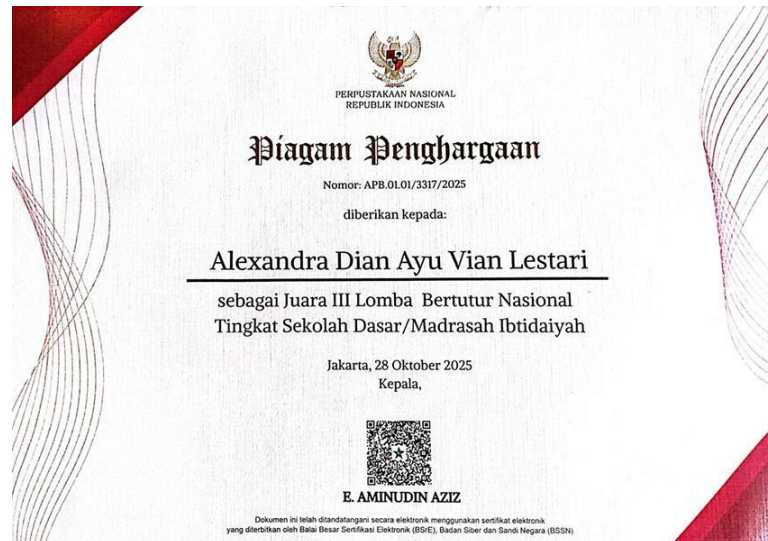 PERPUSTAKAAN NASIONAL
REPUBLIK INDONESIA
Piagam Penghargaan
Nomor: APB.01.01/3317/2025
diberikan kepada:
Alexandra Dian Ayu Vian Lestari
sebagai Juara III Lomba Bertutur Nasional
Tingkat Sekolah Dasar/Madrasah Ibtidaiyah
Jakarta, 28 Oktober 2025
Kepala,
E. AMINUDIN AZIZ
Dokumen ini telah ditandatangani secara elektronik menggunakan sertifikat elektronik
yang diterbitkan oleh Balai Besar Sertifikasi Elektronik (BSrE), Badan Siber dan Sandi Negara (BSSN).